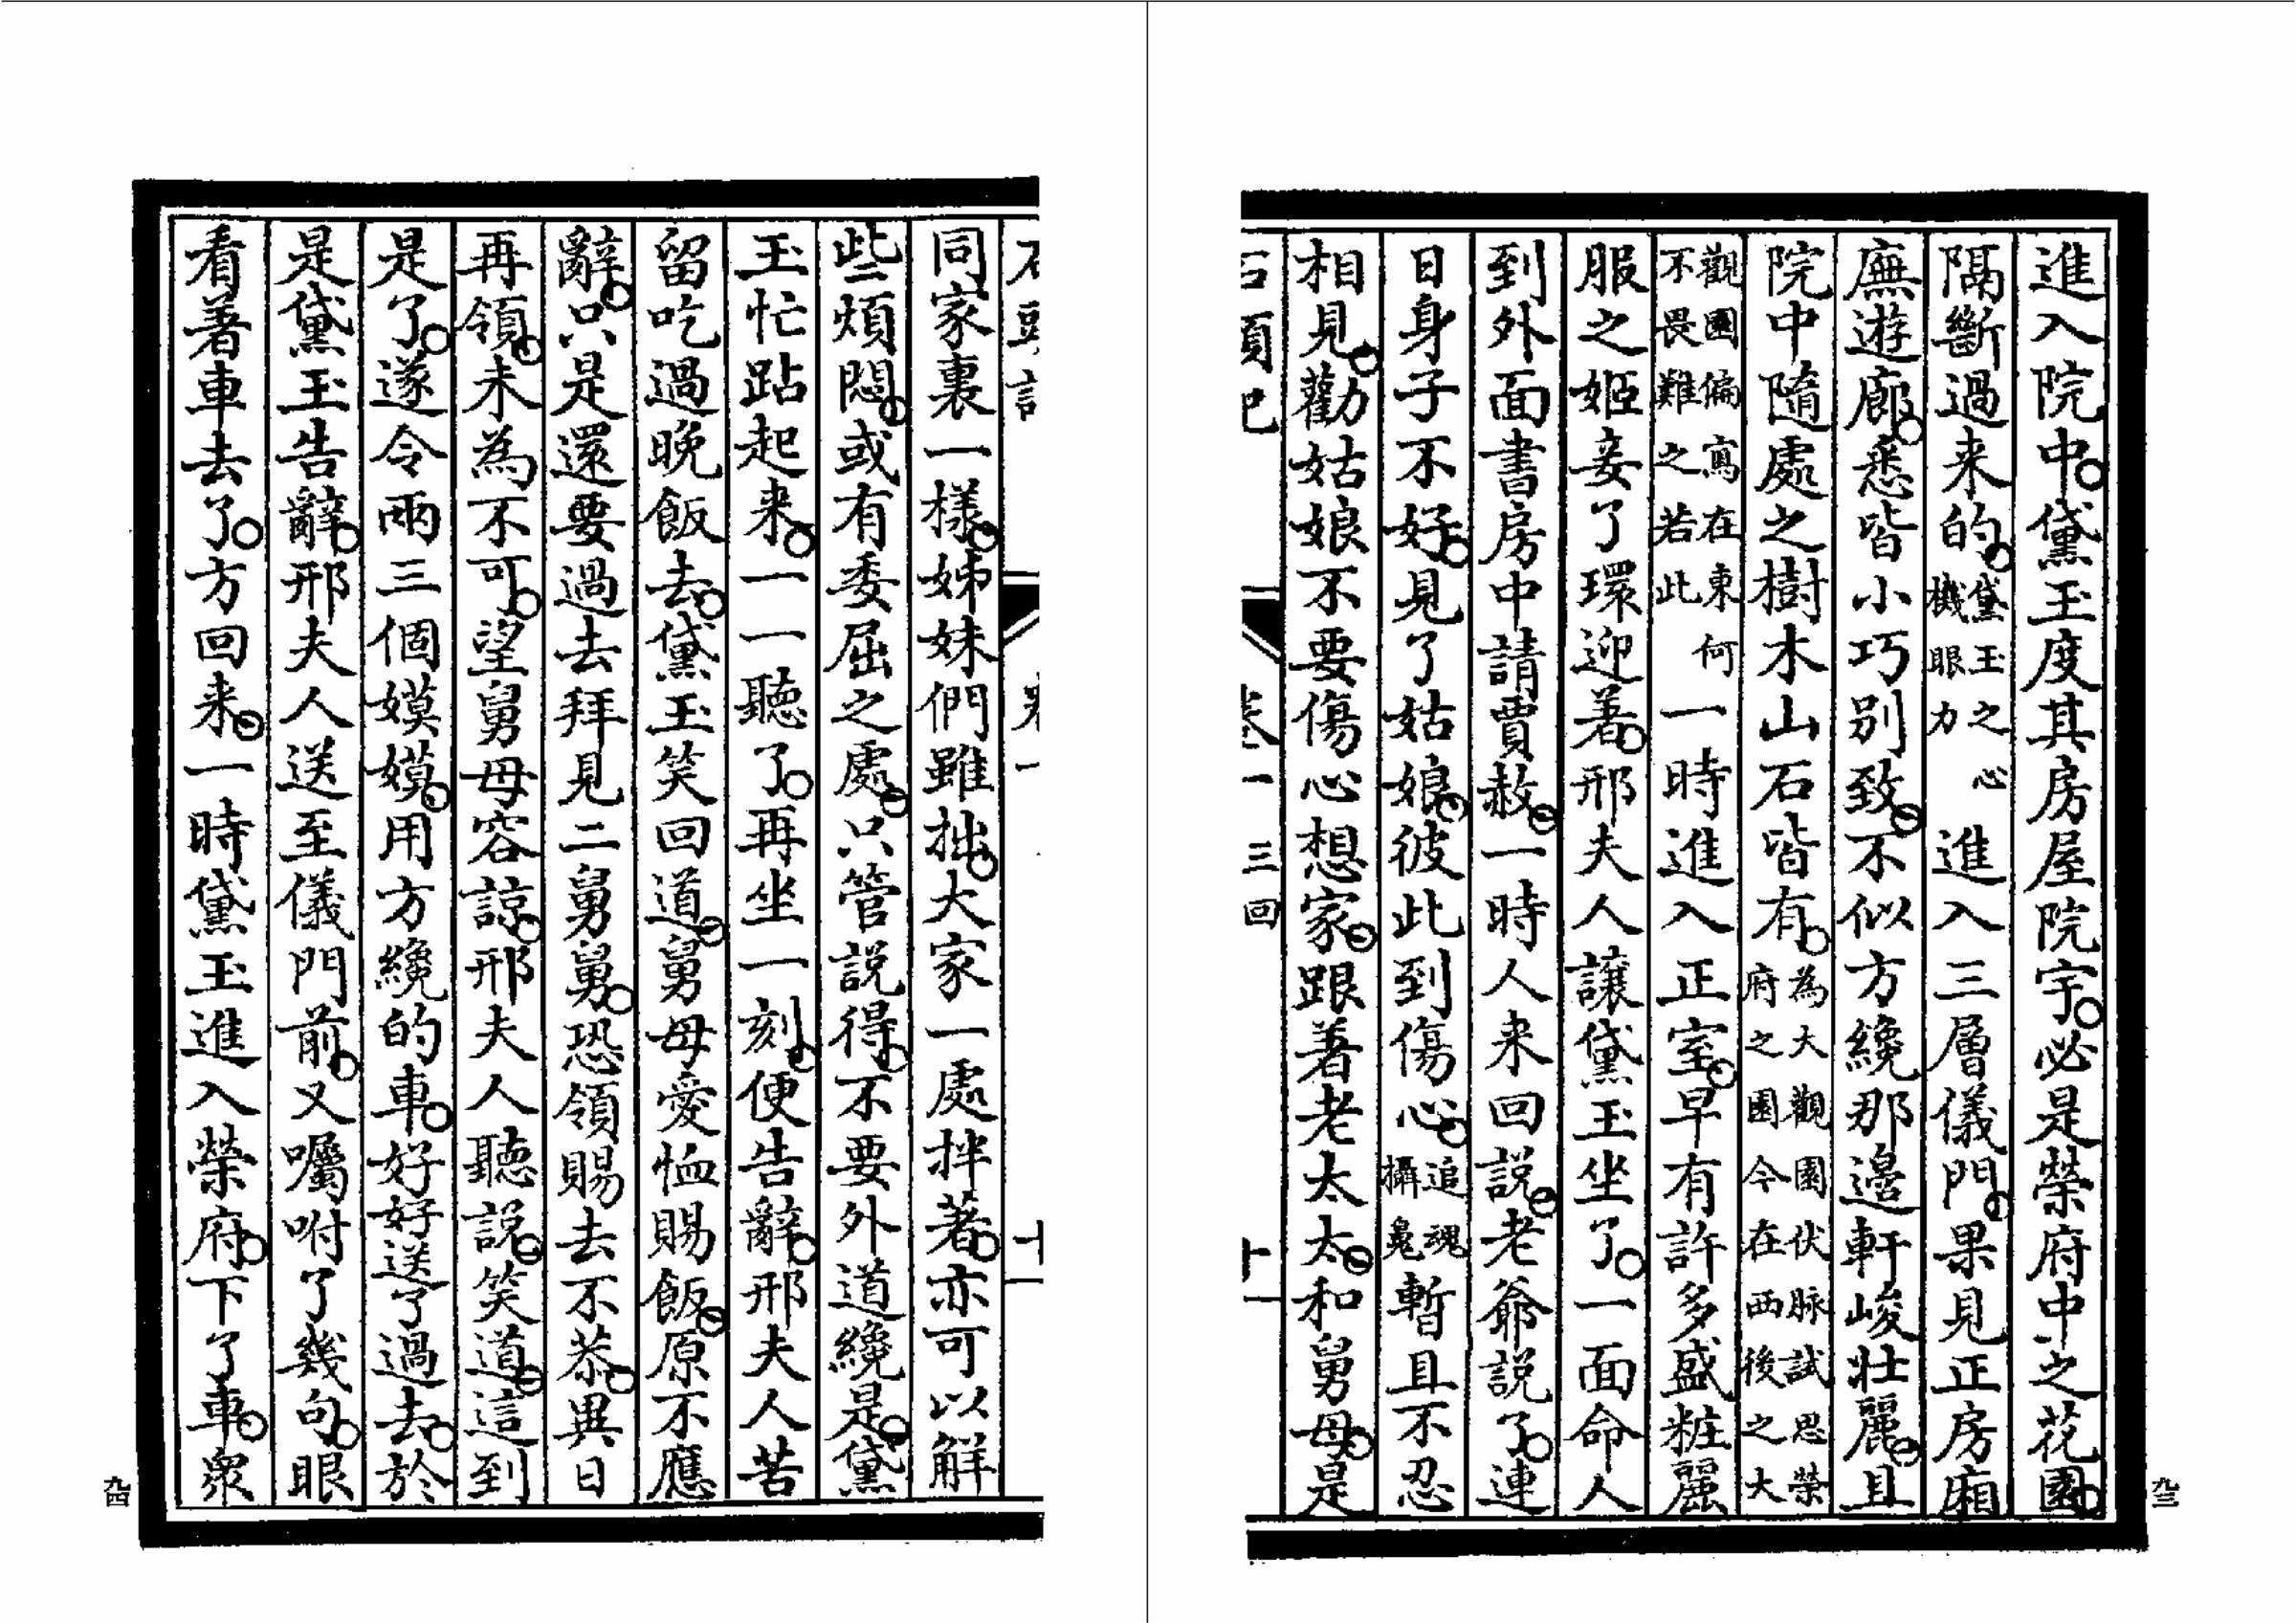 進入院中黛玉度其房屋院宇必是榮府中之花園
隔斷過来的黛玉之心機眼力進入三層儀門果見正房廂
廡遊廊悉皆小巧別致不似方纔那邊軒峻壯麗且
院中隨處之樹木山石皆有為大觀園伏脉試思榮府之園今在西後之大
觀園偏寫在東何不畏難之若此一時進入正室早有許多盛粧麗
服之姬妾了環迎着邢夫人讓黛玉坐了一面命人
到外面書房中請賈赦一時人来回説老爺説了連
日身子不好見了姑娘彼此到傷心追魂攝魄暫且不忍
相見勸姑娘不要傷心想家跟着老太太和舅母是
石頭記 卷一 三回 十
九三
同家裏一樣姊妹們雖拙大家一處拌著亦可以解
些煩悶或有委屈之處只管説得不要外道纔是黛
玉忙跕起来一一聽了再坐一刻便告辭邢夫人苦
留吃過晚飯去黛玉笑回道舅母愛恤賜飯原不應
辭只是還要過去拜見二舅舅恐領賜去不恭異日
再領未為不可望舅母容諒邢夫人聽説笑道這到
是了遂令兩三個嫫嫫用方纔的車好好送了過去於
是黛玉告辭邢夫人送至儀門前又囑咐了幾句眼
看著車去了方回来一時黛玉進入榮府下了車衆
九四